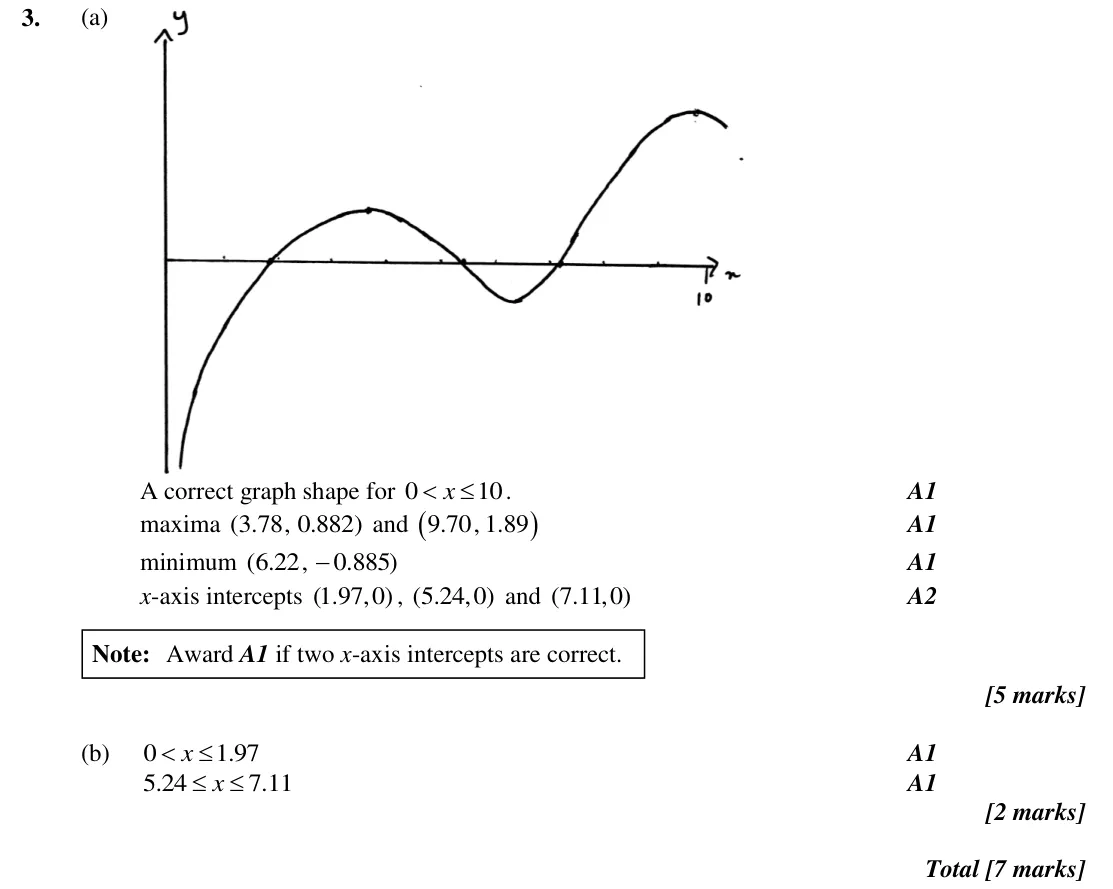 3. (a)
y
x
10
A correct graph shape for 0 < x ≤ 10. A1
maxima (3.78, 0.882) and (9.70, 1.89) A1
minimum (6.22, −0.885) A1
x-axis intercepts (1.97, 0), (5.24, 0) and (7.11, 0) A2
Note: Award A1 if two x-axis intercepts are correct.
[5 marks]
(b) 0 < x ≤ 1.97 A1
5.24 ≤ x ≤ 7.11 A1
[2 marks]
Total [7 marks]